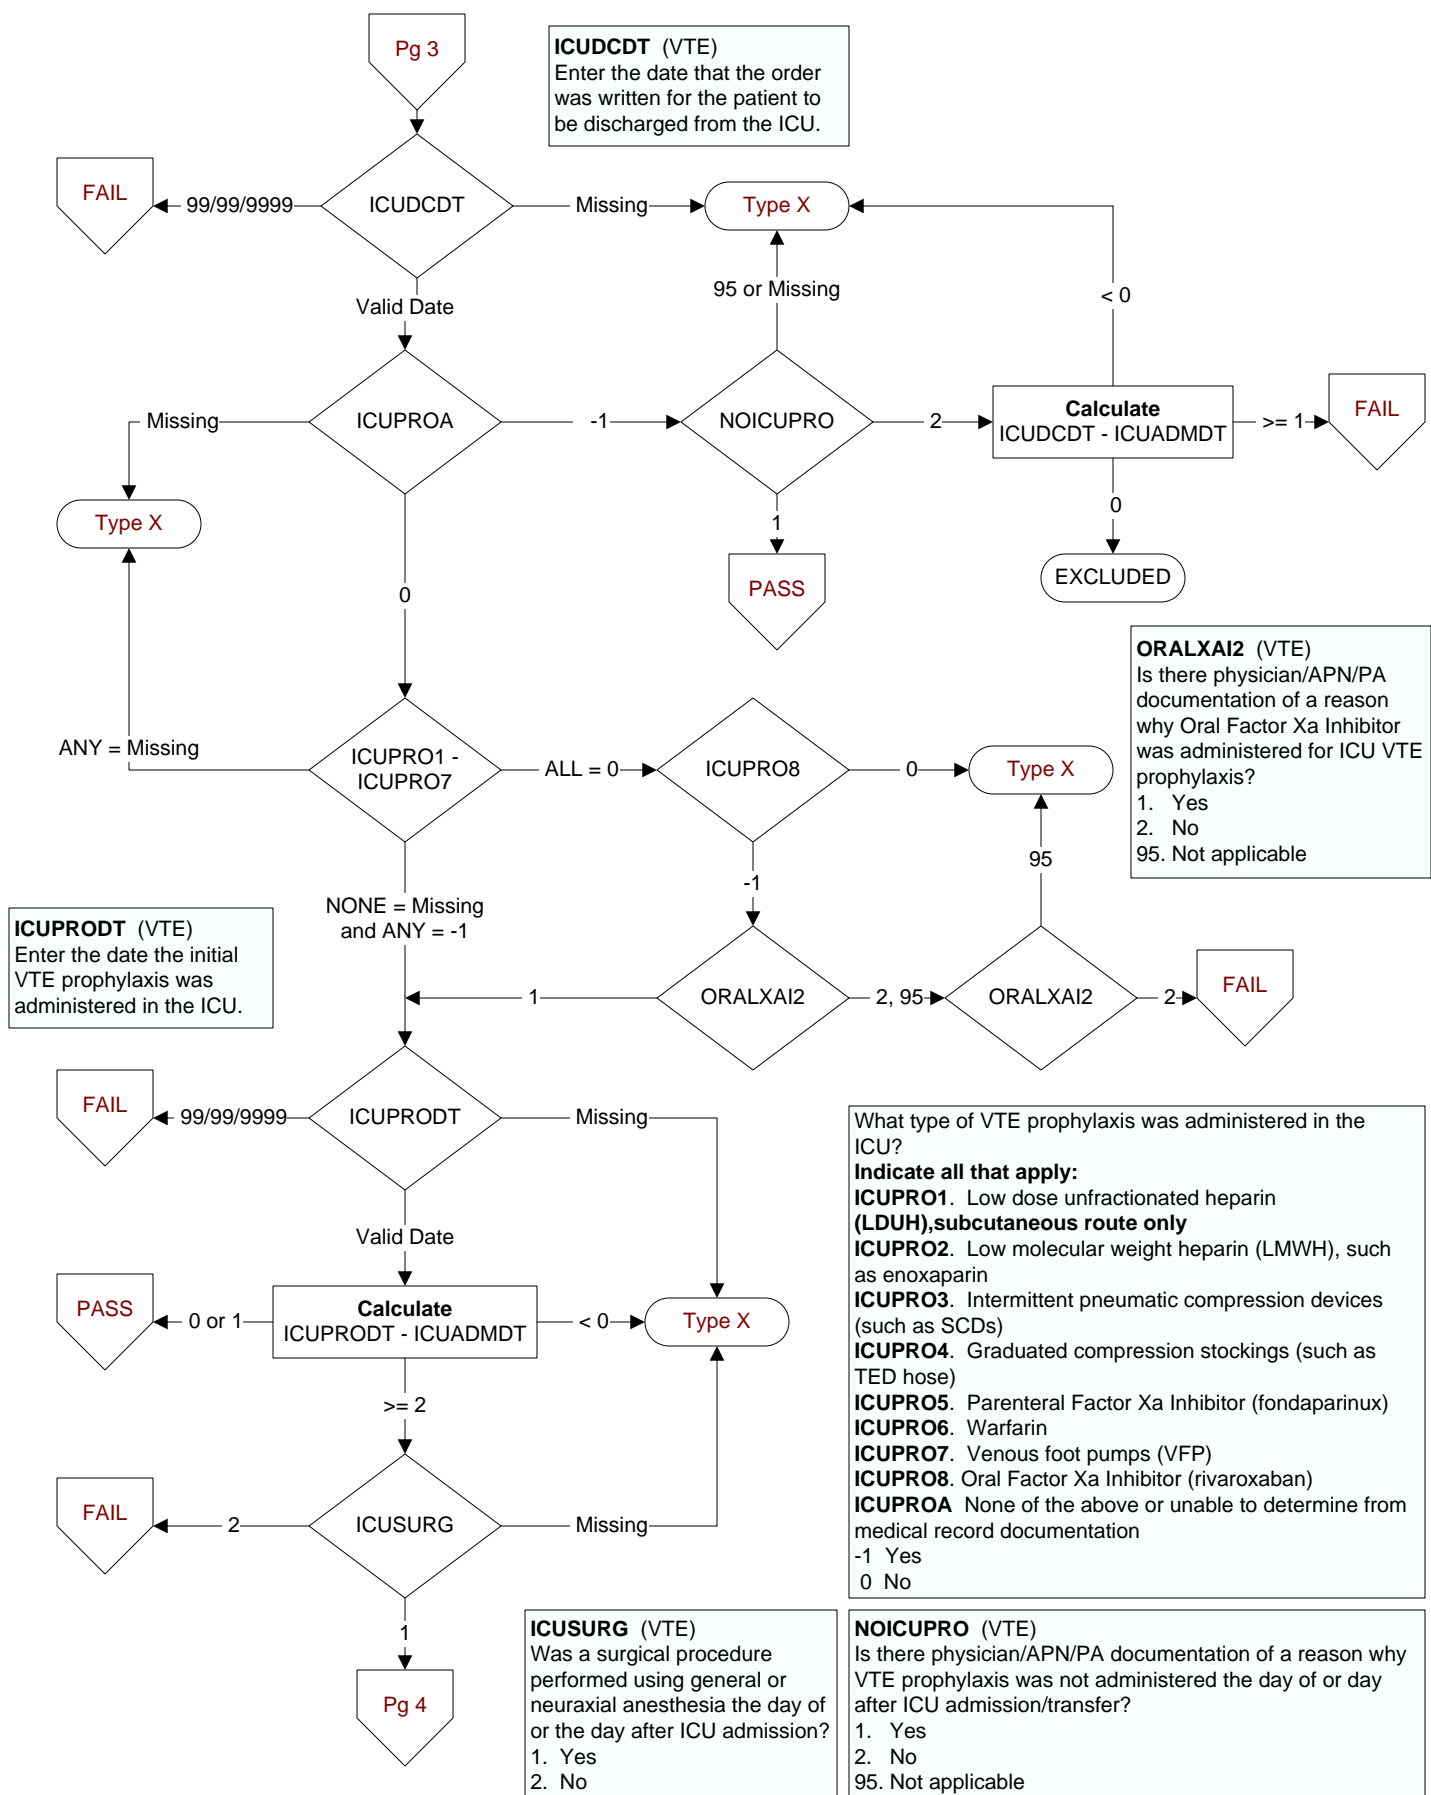 Pg 3
ICUDCDT (VTE)
Enter the date that the order
was written for the patient to
be discharged from the ICU.
FAIL
99/99/9999
ICUDCDT
Missing
Type X
Valid Date
95 or Missing
< 0
Missing
ICUPROA
-1
NOICUPRO
2
Calculate
ICUDCDT - ICUADMDT
>= 1
FAIL
Type X
0
1
0
PASS
EXCLUDED
ORALXAI2 (VTE)
Is there physician/APN/PA
documentation of a reason
why Oral Factor Xa Inhibitor
was administered for ICU VTE
prophylaxis?
1. Yes
2. No
95. Not applicable
ANY = Missing
ICUPRO1 -
ICUPRO7
ALL = 0
ICUPRO8
0
Type X
-1
95
NONE = Missing
and ANY = -1
ICUPRODT (VTE)
Enter the date the initial
VTE prophylaxis was
administered in the ICU.
1
ORALXAI2
2, 95
ORALXAI2
2
FAIL
FAIL
99/99/9999
ICUPRODT
Missing
Valid Date
PASS
0 or 1
Calculate
ICUPRODT - ICUADMDT
< 0
Type X
>= 2
FAIL
2
ICUSURG
Missing
1
Pg 4
What type of VTE prophylaxis was administered in the
ICU?
Indicate all that apply:
ICUPRO1. Low dose unfractionated heparin
(LDUH),subcutaneous route only
ICUPRO2. Low molecular weight heparin (LMWH), such
as enoxaparin
ICUPRO3. Intermittent pneumatic compression devices
(such as SCDs)
ICUPRO4. Graduated compression stockings (such as
TED hose)
ICUPRO5. Parenteral Factor Xa Inhibitor (fondaparinux)
ICUPRO6. Warfarin
ICUPRO7. Venous foot pumps (VFP)
ICUPRO8. Oral Factor Xa Inhibitor (rivaroxaban)
ICUPROA None of the above or unable to determine from
medical record documentation
-1 Yes
0 No
ICUSURG (VTE)
Was a surgical procedure
performed using general or
neuraxial anesthesia the day of
or the day after ICU admission?
1. Yes
2. No
NOICUPRO (VTE)
Is there physician/APN/PA documentation of a reason why
VTE prophylaxis was not administered the day of or day
after ICU admission/transfer?
1. Yes
2. No
95. Not applicable